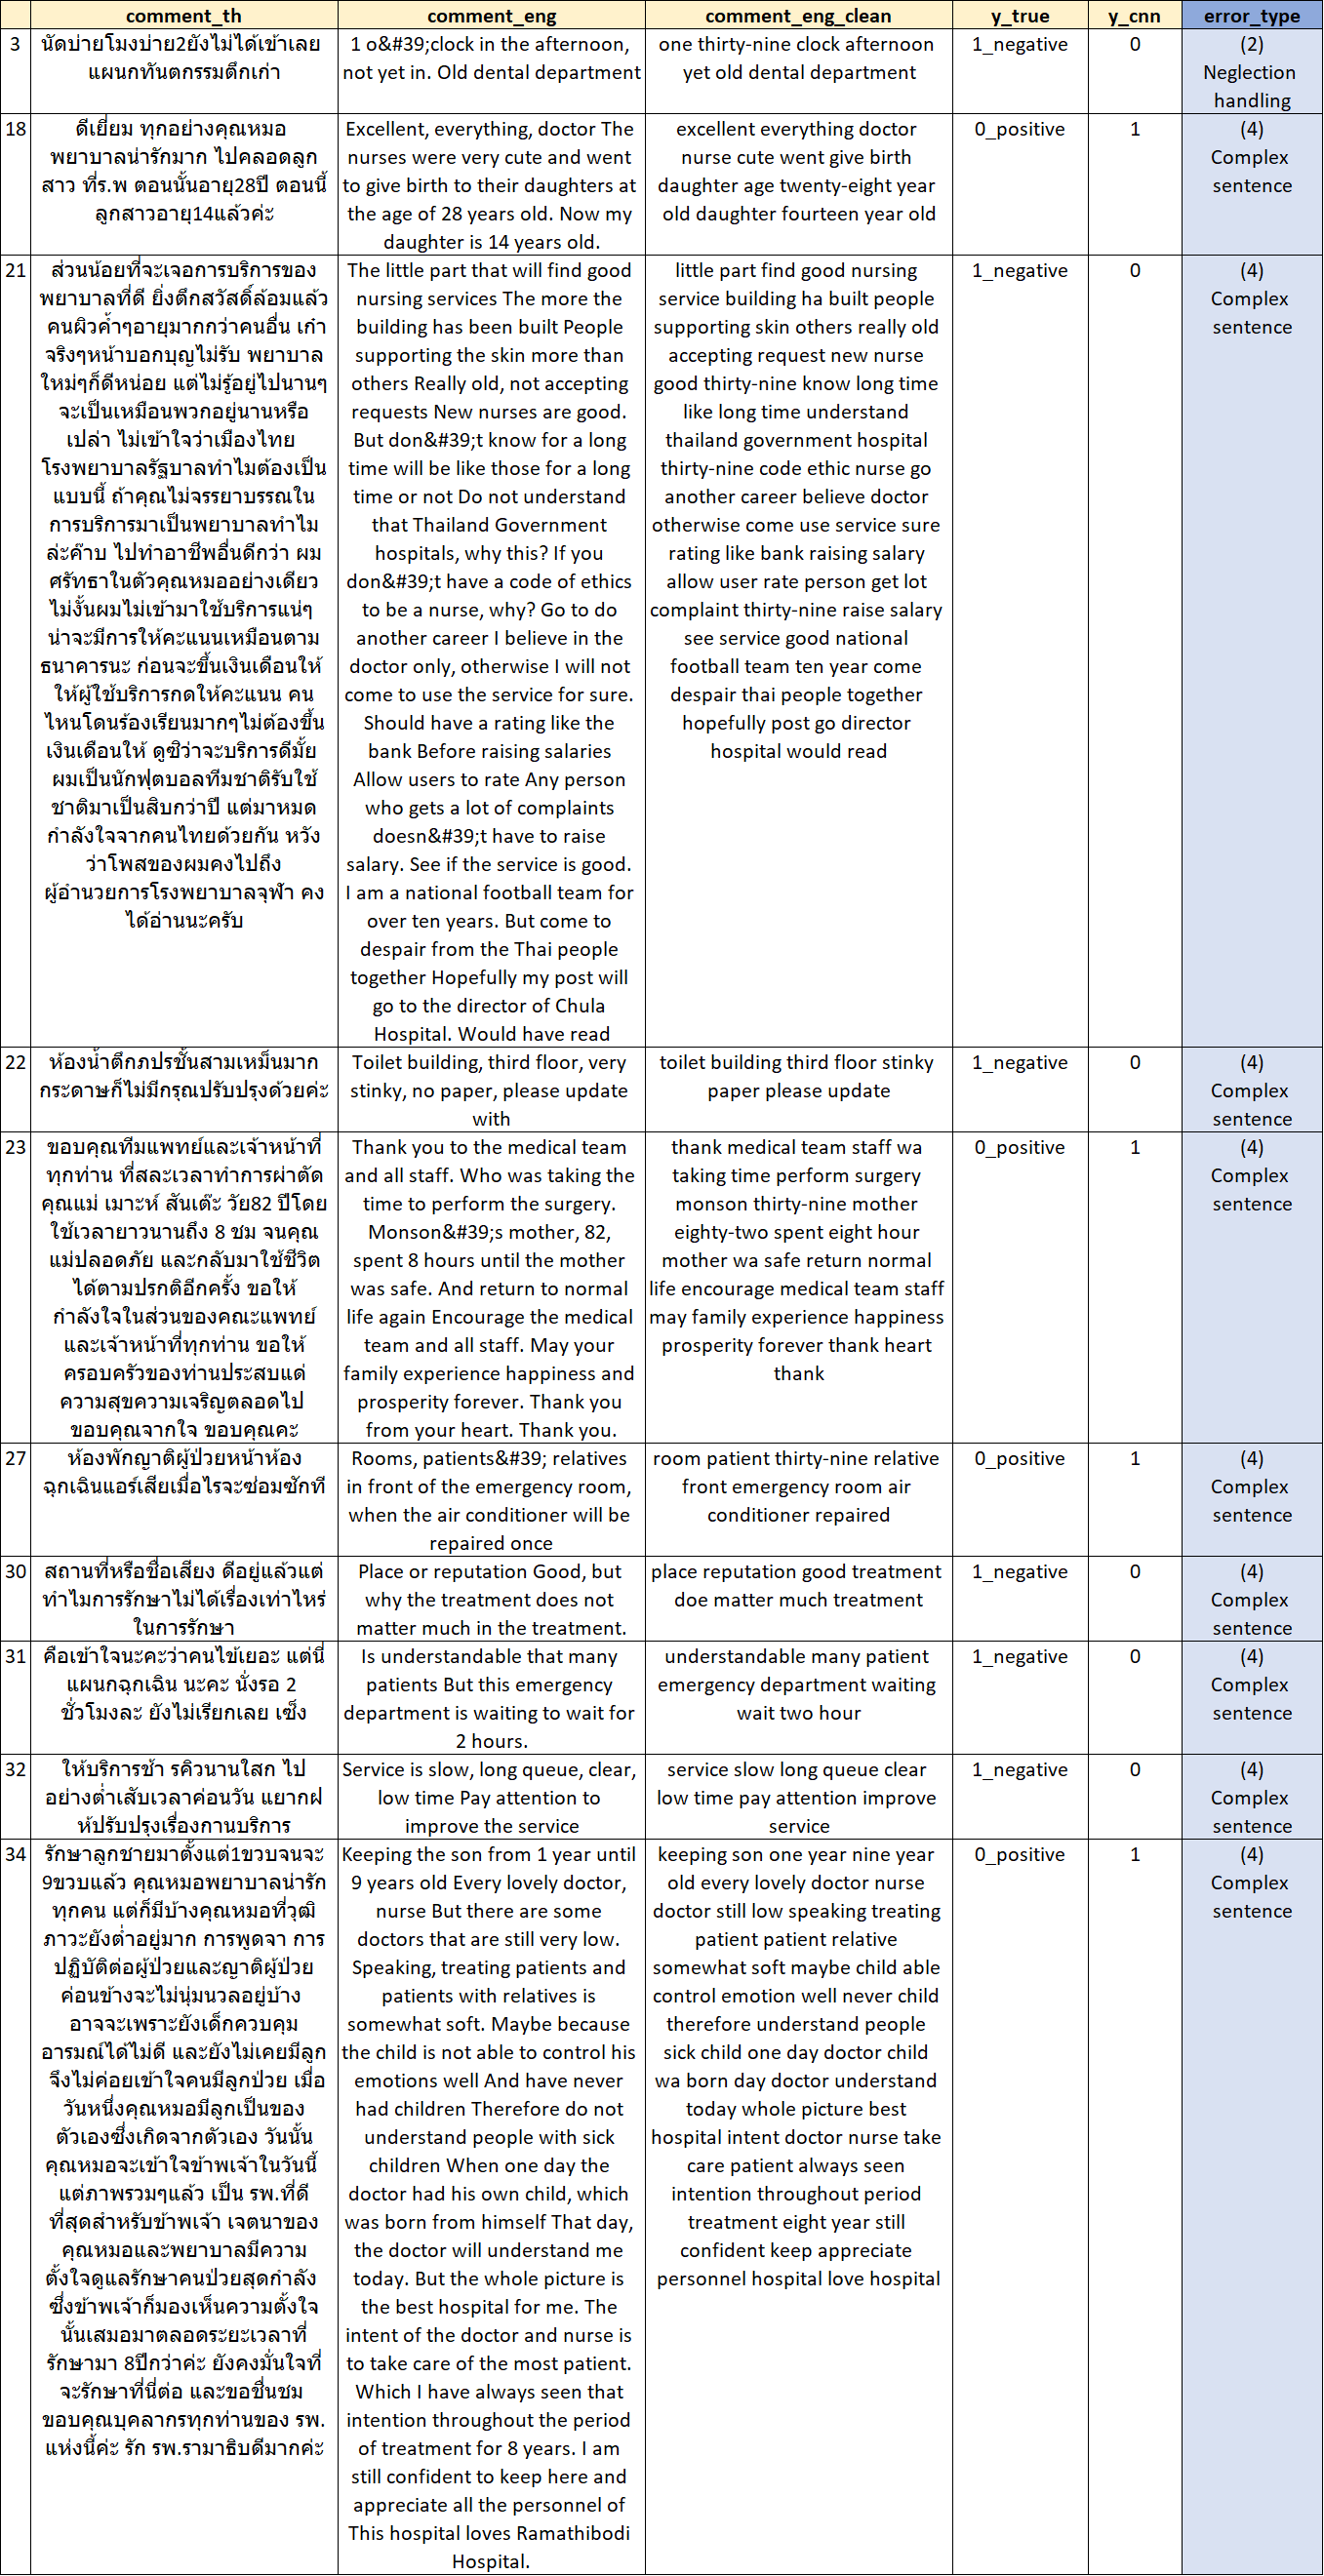 comment_th comment_eng comment_eng_clean y_true y_cnn error_type
3
นัดบ่ายโมงบ่าย2ยังไม่ได้เข้าเลย
แผนกทันตกรรมตึกเก่า
1 o&#39;clock in the afternoon,
not yet in. Old dental department
one thirty-nine clock afternoon
yet old dental department
1_negative
0
(2)
Neglection
handling
18
ดีเยี่ยม ทุกอย่างคุณหมอ
พยาบาลน่ารักมาก ไปคลอดลูก
สาว ที่ร.พ ตอนนั้นอายุ28ปี ตอนนี้
ลูกสาวอายุ14แล้วค่ะ
Excellent, everything, doctor The
nurses were very cute and went
to give birth to their daughters at
the age of 28 years old. Now my
daughter is 14 years old.
excellent everything doctor
nurse cute went give birth
daughter age twenty-eight year
old daughter fourteen year old
0_positive
1
(4)
Complex
sentence
21
ส่วนน้อยที่จะเจอการบริการของ
พยาบาลที่ดี ยิ่งตึกสวัสดิ์ล้อมแล้ว
คนผิวค้ำๆอายุมากกว่าคนอื่น เก๋า
จริงๆหน้าบอกบุญไม่รับ พยาบาล
ใหม่ๆก็ดีหน่อย แต่ไม่รู้อยู่ไปนานๆ
จะเป็นเหมือนพวกอยู่นานหรือ
เปล่า ไม่เข้าใจว่าเมืองไทย
โรงพยาบาลรัฐบาลทำไมต้องเป็น
แบบนี้ ถ้าคุณไม่จรรยาบรรณใน
การบริการมาเป็นพยาบาลทำไม
ล่ะค๊าบ ไปทำอาชีพอื่นดีกว่า ผม
ศรัทธาในตัวคุณหมออย่างเดียว
ไม่งั้นผมไม่เข้ามาใช้บริการแน่ๆ
น่าจะมีการให้คะแนนเหมือนตาม
ธนาคารนะ ก่อนจะขึ้นเงินเดือนให้
ให้ผู้ใช้บริการกดให้คะแนน คน
ไหนโดนร้องเรียนมากๆไม่ต้องขึ้น
เงินเดือนให้ ดูซิว่าจะบริการดีมั้ย
ผมเป็นนักฟุตบอลทีมชาติรับใช้
ชาติมาเป็นสิบกว่าปี แต่มาหมด
กำลังใจจากคนไทยด้วยกัน หวัง
ว่าโพสของผมคงไปถึง
ผู้อำนวยการโรงพยาบาลจุฬา คง
ได้อ่านนะครับ
The little part that will find good
nursing services The more the
building has been built People
supporting the skin more than
others Really old, not accepting
requests New nurses are good.
But don&#39;t know for a long
time will be like those for a long
time or not Do not understand
that Thailand Government
hospitals, why this? If you
don&#39;t have a code of ethics
to be a nurse, why? Go to do
another career I believe in the
doctor only, otherwise I will not
come to use the service for sure.
Should have a rating like the
bank Before raising salaries
Allow users to rate Any person
who gets a lot of complaints
doesn&#39;t have to raise
salary. See if the service is good.
I am a national football team for
over ten years. But come to
despair from the Thai people
together Hopefully my post will
go to the director of Chula
Hospital. Would have read
little part find good nursing
service building ha built people
supporting skin others really old
accepting request new nurse
good thirty-nine know long time
like long time understand
thailand government hospital
thirty-nine code ethic nurse go
another career believe doctor
otherwise come use service sure
rating like bank raising salary
allow user rate person get lot
complaint thirty-nine raise salary
see service good national
football team ten year come
despair thai people together
hopefully post go director
hospital would read
1_negative
0
(4)
Complex
sentence
22
ห้องน้ำตึกภปรชั้นสามเหม็นมาก
กระดาษก็ไม่มีกรุณปรับปรุงด้วยค่ะ
Toilet building, third floor, very
stinky, no paper, please update
with
toilet building third floor stinky
paper please update
1_negative
0
(4)
Complex
sentence
23
ขอบคุณทีมแพทย์และเจ้าหน้าที่
ทุกท่าน ที่สละเวลาทำการผ่าตัด
คุณแม่ เมาะห์ สันเต๊ะ วัย82 ปีโดย
ใช้เวลายาวนานถึง 8 ชม จนคุณ
แม่ปลอดภัย และกลับมาใช้ชีวิต
ได้ตามปรกติอีกครั้ง ขอให้
กำลังใจในส่วนของคณะแพทย์
และเจ้าหน้าที่ทุกท่าน ขอให้
ครอบครัวของท่านประสบแด่
ความสุขความเจริญตลอดไป
ขอบคุณจากใจ ขอบคุณคะ
Thank you to the medical team
and all staff. Who was taking the
time to perform the surgery.
Monson&#39;s mother, 82,
spent 8 hours until the mother
was safe. And return to normal
life again Encourage the medical
team and all staff. May your
family experience happiness and
prosperity forever. Thank you
from your heart. Thank you.
thank medical team staff wa
taking time perform surgery
monson thirty-nine mother
eighty-two spent eight hour
mother wa safe return normal
life encourage medical team staff
may family experience happiness
prosperity forever thank heart
thank
0_positive
1
(4)
Complex
sentence
27
ห้องพักญาติผู้ป่วยหน้าห้อง
ฉุกเฉินแอร์เสียเมื่อไรจะซ่อมซักที
Rooms, patients&#39; relatives
in front of the emergency room,
when the air conditioner will be
repaired once
room patient thirty-nine relative
front emergency room air
conditioner repaired
0_positive
1
(4)
Complex
sentence
30
สถานที่หรือชื่อเสียง ดีอยู่แล้วแต่
ทำไมการรักษาไม่ได้เรื่องเท่าไหร่
ในการรักษา
Place or reputation Good, but
why the treatment does not
matter much in the treatment.
place reputation good treatment
doe matter much treatment
1_negative
0
(4)
Complex
sentence
31
คือเข้าใจนะคะว่าคนไข้เยอะ แต่นี่
แผนกฉุกเฉิน นะคะ นั่งรอ 2
ชั่วโมงละ ยังไม่เรียกเลย เซ็ง
Is understandable that many
patients But this emergency
department is waiting to wait for
2 hours.
understandable many patient
emergency department waiting
wait two hour
1_negative
0
(4)
Complex
sentence
32
ให้บริการช้า รคิวนานใสก ไป
อย่างต่ำเสับเวลาค่อนวัน แยากฝ
ห้ปรับปรุงเรื่องกานบริการ
Service is slow, long queue, clear,
low time Pay attention to
improve the service
service slow long queue clear
low time pay attention improve
service
1_negative
0
(4)
Complex
sentence
34
รักษาลูกชายมาตั้งแต่1ขวบจนจะ
9ขวบแล้ว คุณหมอพยาบาลน่ารัก
ทุกคน แต่ก็มีบ้างคุณหมอที่วุฒิ
ภาวะยังต่ำอยู่มาก การพูดจา การ
ปฏิบัติต่อผู้ป่วยและญาติผู้ป่วย
ค่อนข้างจะไม่นุ่มนวลอยู่บ้าง
อาจจะเพราะยังเด็กควบคุม
อารมณ์ได้ไม่ดี และยังไม่เคยมีลูก
จึงไม่ค่อยเข้าใจคนมีลูกป่วย เมื่อ
วันหนึ่งคุณหมอมีลูกเป็นของ
ตัวเองซึ่งเกิดจากตัวเอง วันนั้น
คุณหมอจะเข้าใจข้าพเจ้าในวันนี้
แต่ภาพรวมๆแล้ว เป็น รพ.ที่ดี
ที่สุดสำหรับข้าพเจ้า เจตนาของ
คุณหมอและพยาบาลมีความ
ตั้งใจดูแลรักษาคนป่วยสุดกำลัง
ซึ่งข้าพเจ้าก็มองเห็นความตั้งใจ
นั้นเสมอมาตลอดระยะเวลาที่
รักษามา 8ปีกว่าค่ะ ยังคงมั่นใจที่
จะรักษาที่นี่ต่อ และขอชื่นชม
ขอบคุณบุคลากรทุกท่านของ รพ.
แห่งนี้ค่ะ รัก รพ.รามาธิบดีมากค่ะ
Keeping the son from 1 year until
9 years old Every lovely doctor,
nurse But there are some
doctors that are still very low.
Speaking, treating patients and
patients with relatives is
somewhat soft. Maybe because
the child is not able to control his
emotions well And have never
had children Therefore do not
understand people with sick
children When one day the
doctor had his own child, which
was born from himself That day,
the doctor will understand me
today. But the whole picture is
the best hospital for me. The
intent of the doctor and nurse is
to take care of the most patient.
Which I have always seen that
intention throughout the period
of treatment for 8 years. I am
still confident to keep here and
appreciate all the personnel of
This hospital loves Ramathibodi
Hospital.
keeping son one year nine year
old every lovely doctor nurse
doctor still low speaking treating
patient patient relative
somewhat soft maybe child able
control emotion well never child
therefore understand people
sick child one day doctor child
wa born day doctor understand
today whole picture best
hospital intent doctor nurse take
care patient always seen
intention throughout period
treatment eight year still
confident keep appreciate
personnel hospital love hospital
0_positive
1
(4)
Complex
sentence